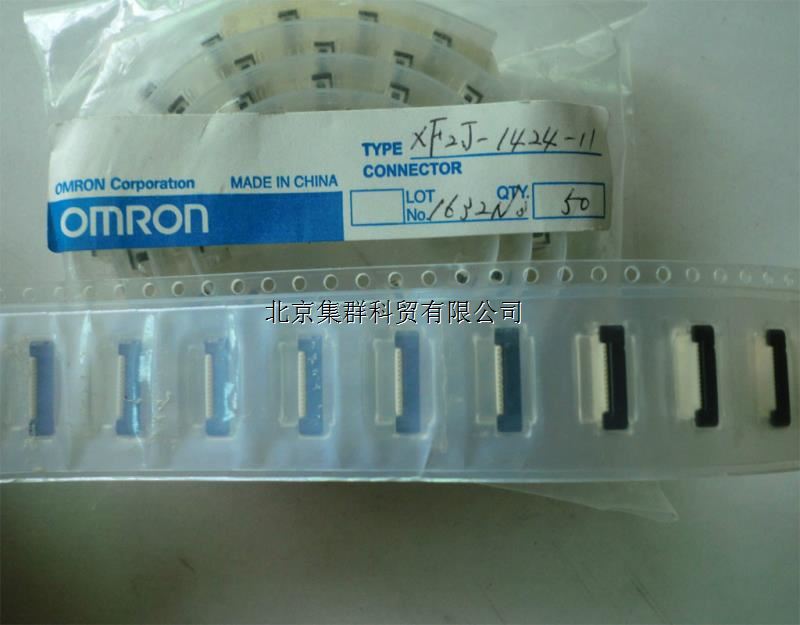 TYPE XF2J-1424-11
CONNECTOR
OMRON Corporation MADE IN CHINA
OMRON
LOT No. 1632N3
QTY. 50
北京集群科贸有限公司